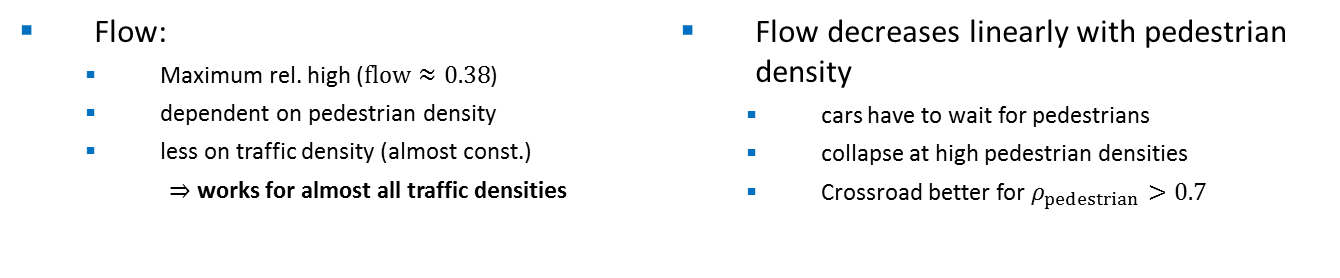 Flow:
Maximum rel. high (flow ≈ 0.38)
dependent on pedestrian density
less on traffic density (almost const.)
⇒ works for almost all traffic densities
Flow decreases linearly with pedestrian
density
cars have to wait for pedestrians
collapse at high pedestrian densities
Crossroad better for ρpedestrian > 0.7